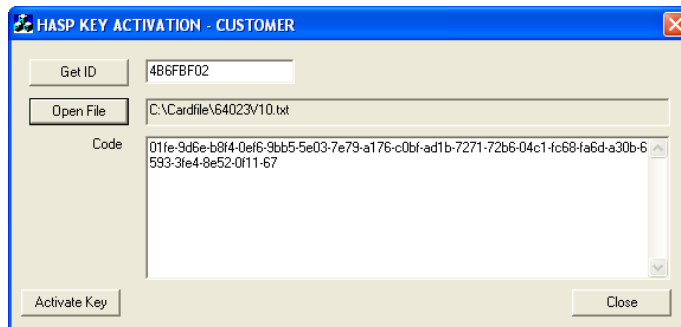 HASP KEY ACTIVATION - CUSTOMER
Get ID
4B6FBF02
Open File
C:\Cardfile\64023V10.txt
Code
01fe-9d6e-b8f4-0ef6-9bb5-5e03-7e79-a176-c0bf-ad1b-7271-72b6-04c1-fc68-fa6d-a30b-6
593-3fe4-8e52-0f11-67
Activate Key
Close